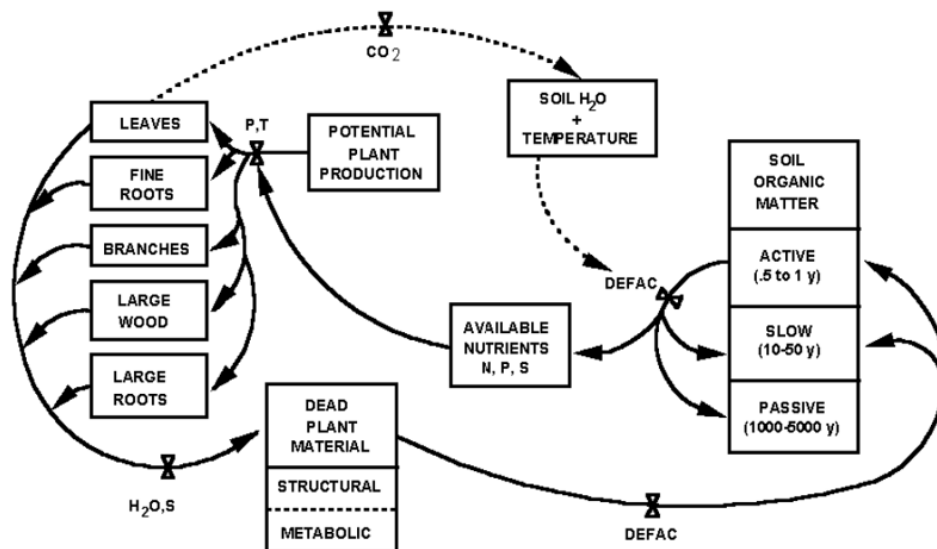 CO2
SOIL H2O
+
TEMPERATURE
LEAVES
P,T
POTENTIAL
PLANT
PRODUCTION
FINE
ROOTS
BRANCHES
LARGE
WOOD
LARGE
ROOTS
SOIL
ORGANIC
MATTER
ACTIVE
(.5 to 1 y)
SLOW
(10-50 y)
PASSIVE
(1000-5000 y)
DEFAC
AVAILABLE
NUTRIENTS
N, P, S
DEAD
PLANT
MATERIAL
STRUCTURAL
METABOLIC
H2O,S
DEFAC